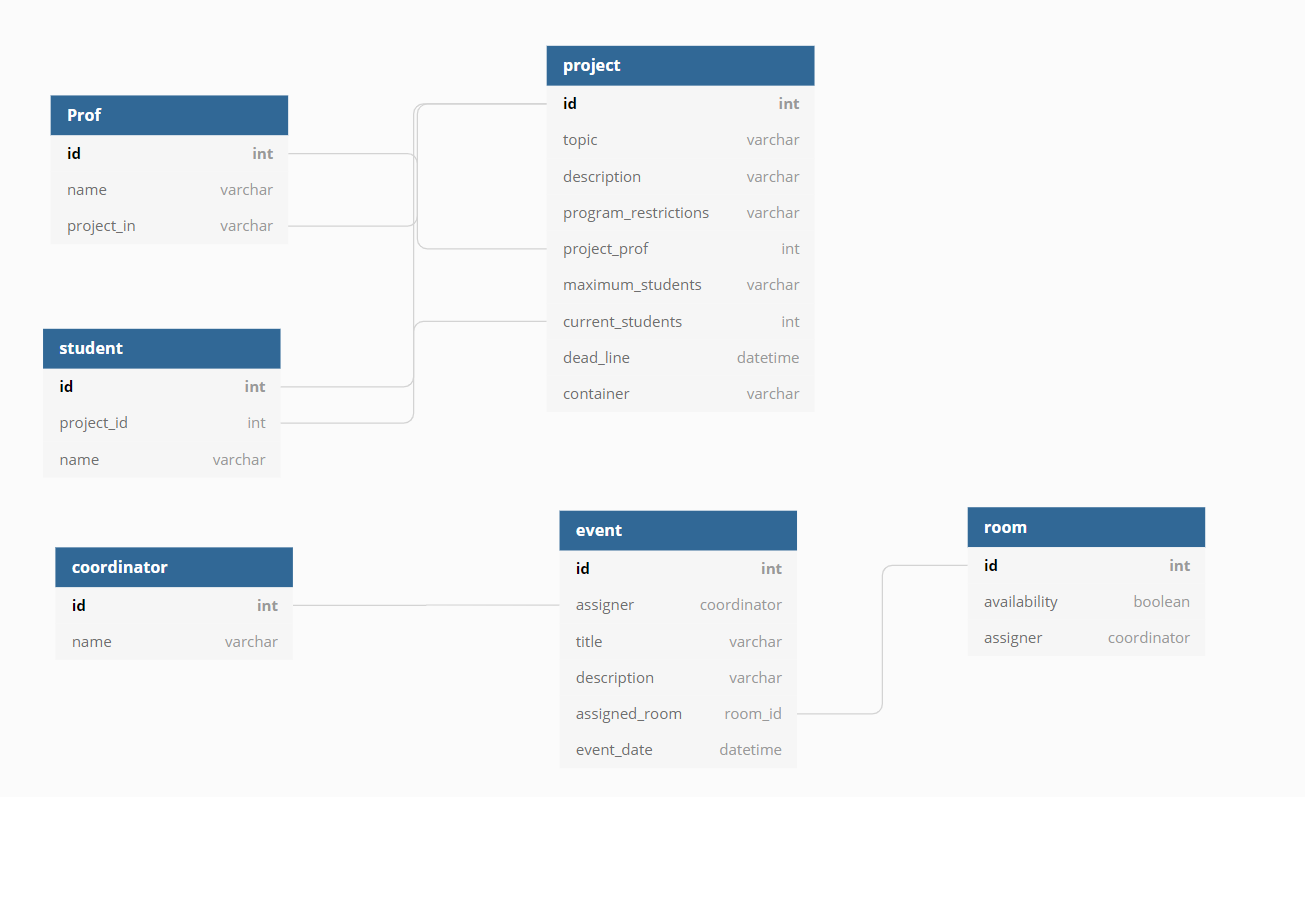 Prof
id int
name varchar
project_in varchar
project
id int
topic varchar
description varchar
program_restrictions varchar
project_prof int
maximum_students varchar
current_students int
dead_line datetime
container varchar
student
id int
project_id int
name varchar
coordinator
id int
name varchar
event
id int
assigner coordinator
title varchar
description varchar
assigned_room room_id
event_date datetime
room
id int
availability boolean
assigner coordinator